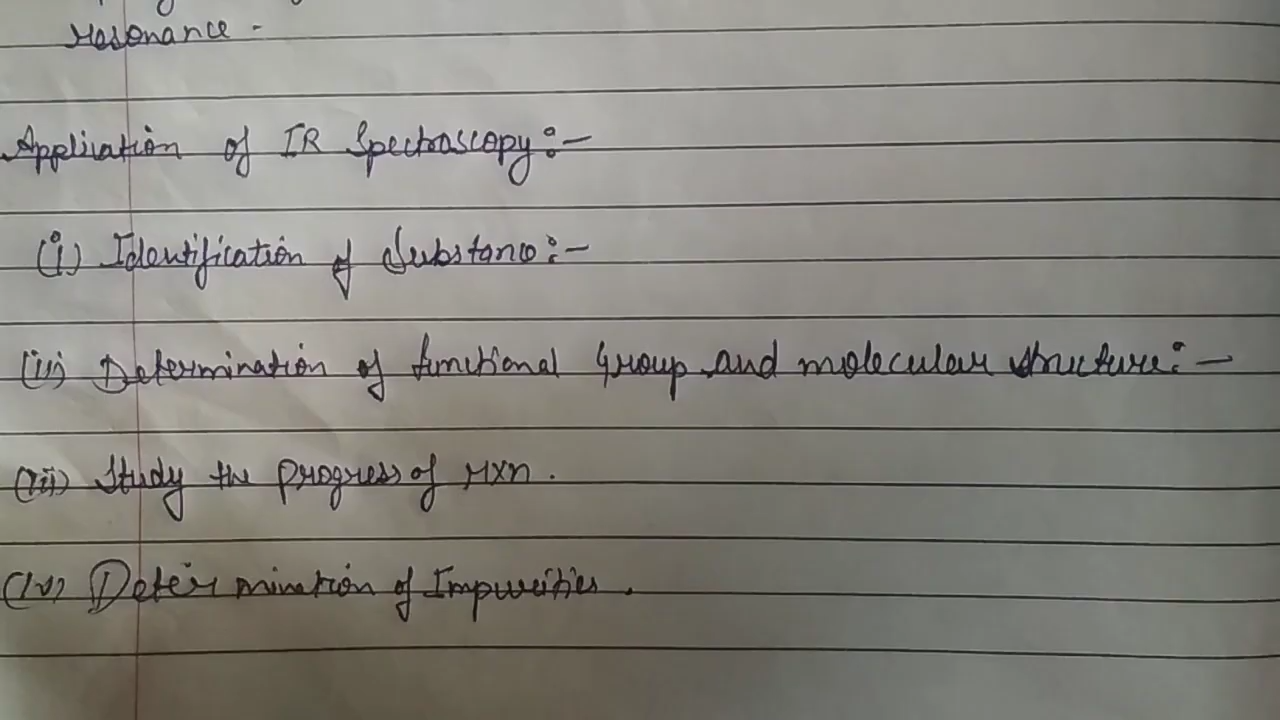 resonance -
Application of IR Spectroscopy:-
(i) Identification of Substance:-
(ii) Determination of functional Group and molecular structure:-
(iii) Study the progress of rxn.
(iv) Determination of Impurities.